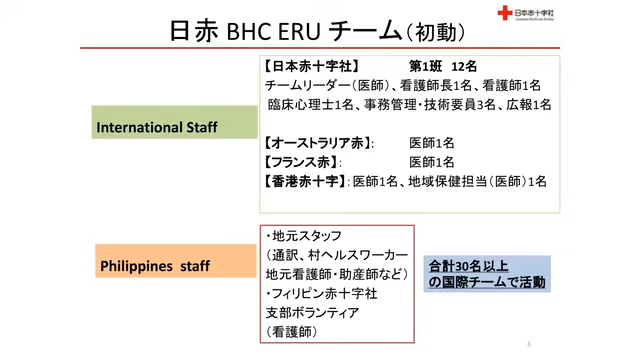 日本赤十字社
日赤 BHC ERU チーム（初動）
【日本赤十字社】 第1班 12名
チームリーダー（医師）、看護師長1名、看護師1名
臨床心理士1名、事務管理・技術要員3名、広報1名
International Staff
【オーストラリア赤】： 医師1名
【フランス赤】： 医師1名
【香港赤十字】：医師1名、地域保健担当（医師）1名
・地元スタッフ
（通訳、村ヘルスワーカー
地元看護師・助産師など）
・フィリピン赤十字社
支部ボランティア
（看護師）
Philippines staff
合計30名以上
の国際チームで活動
6